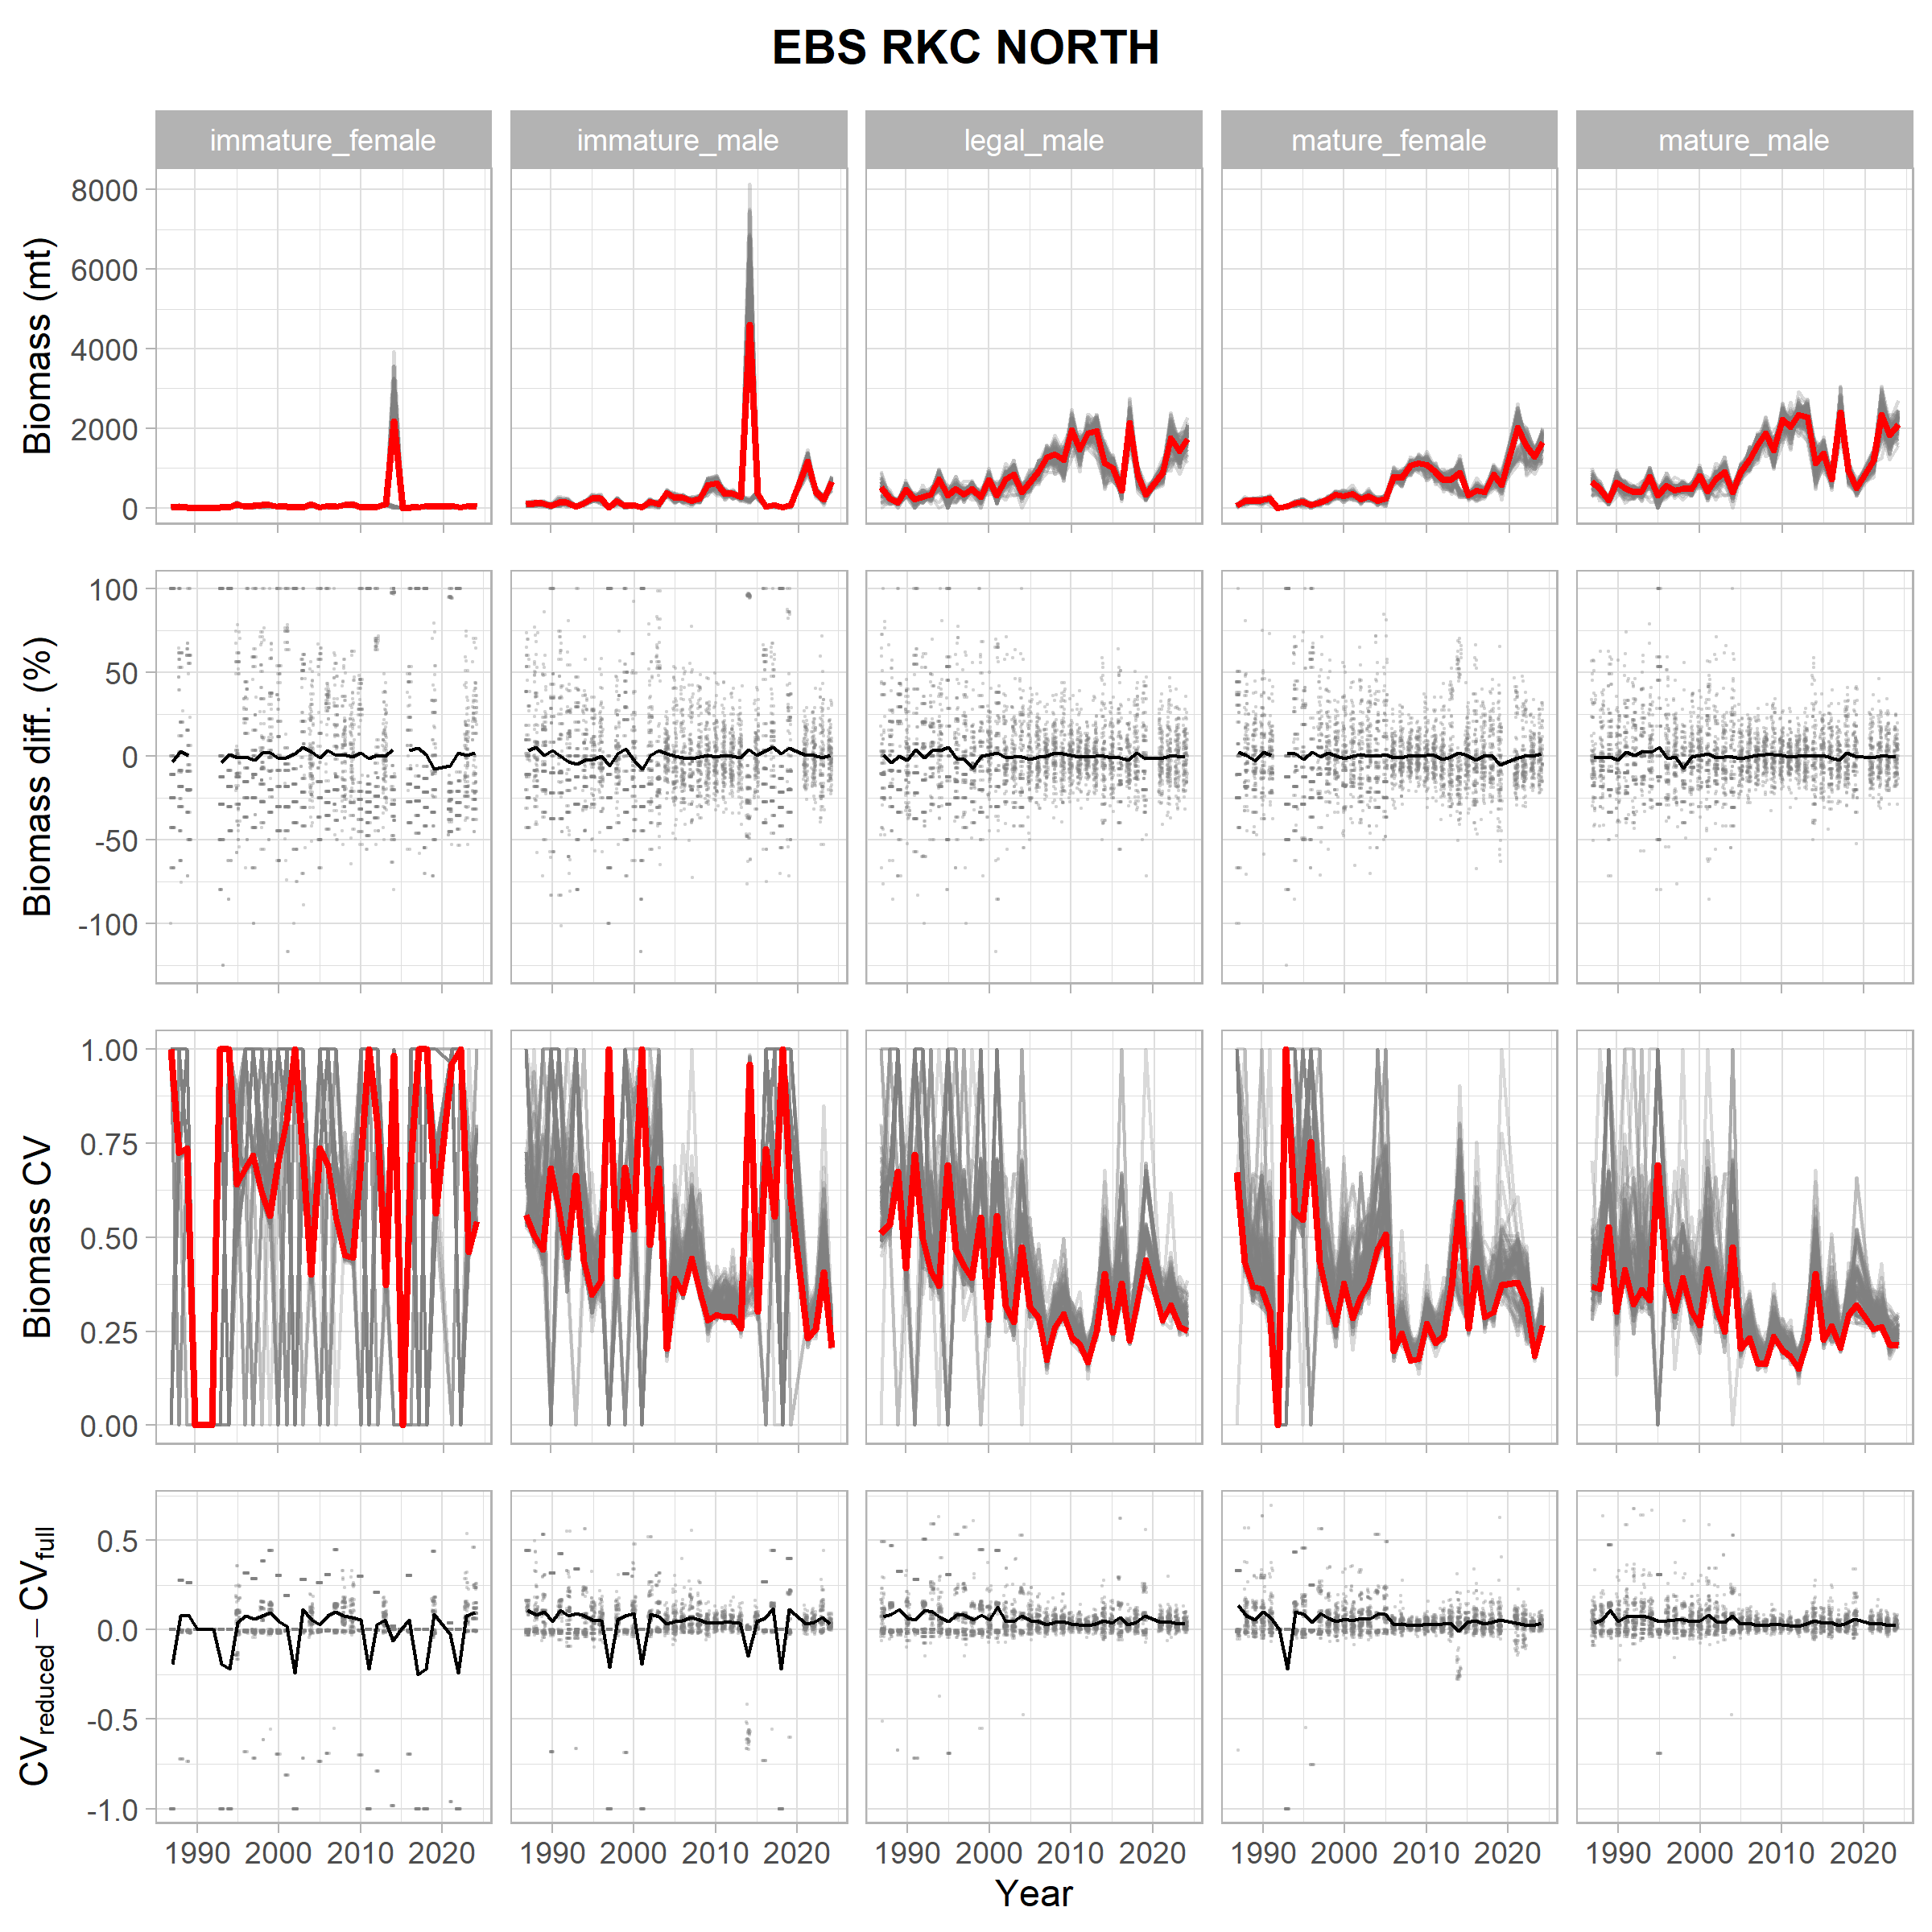 EBS RKC NORTH
immature_female immature_male legal_male mature_female mature_male
Biomass (mt)
8000
6000
4000
2000
0
Biomass diff. (%)
100
50
0
-50
-100
Biomass CV
1.00
0.75
0.50
0.25
0.00
CVreduced − CVfull
0.5
0.0
-0.5
-1.0
1990 2000 2010 2020 1990 2000 2010 2020 1990 2000 2010 2020 1990 2000 2010 2020 1990 2000 2010 2020
Year